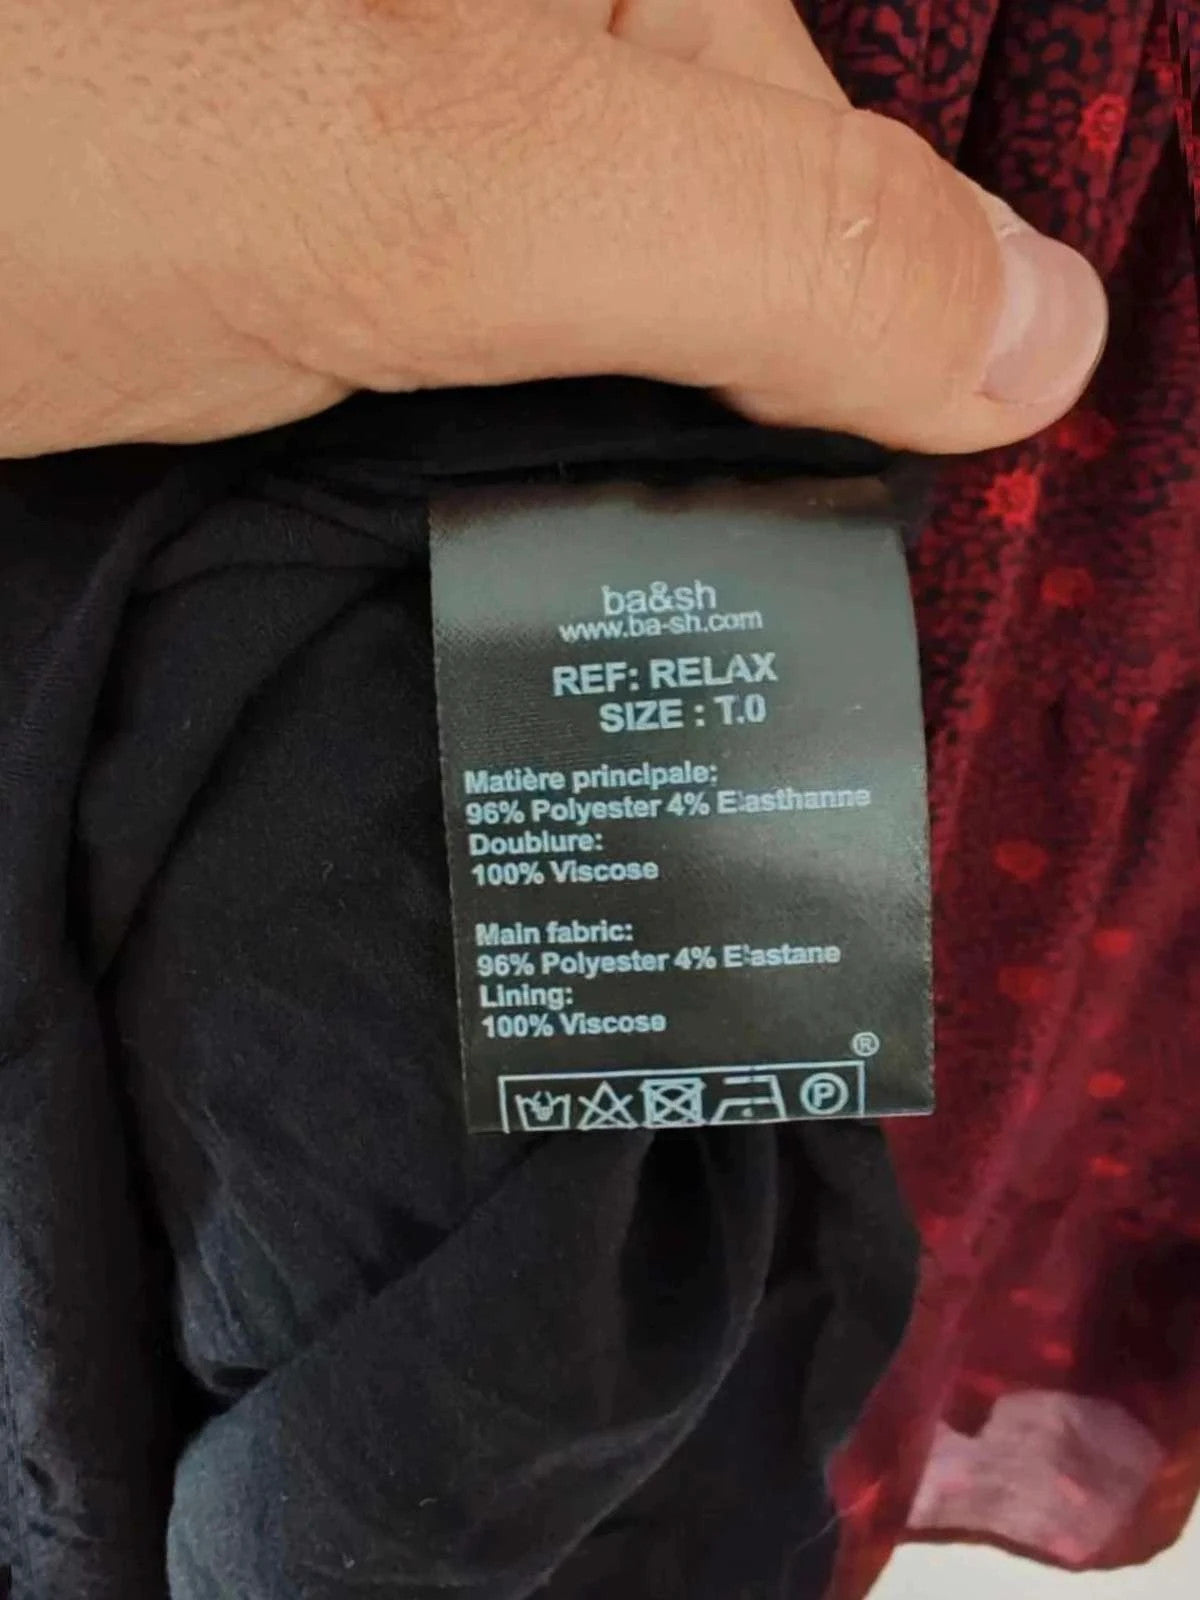 ba&sh
www.ba-sh.com
REF: RELAX
SIZE : T.0
Matière principale:
96% Polyester 4% Elasthanne
Doublure:
100% Viscose
Main fabric:
96% Polyester 4% Elastane
Lining:
100% Viscose
®
P